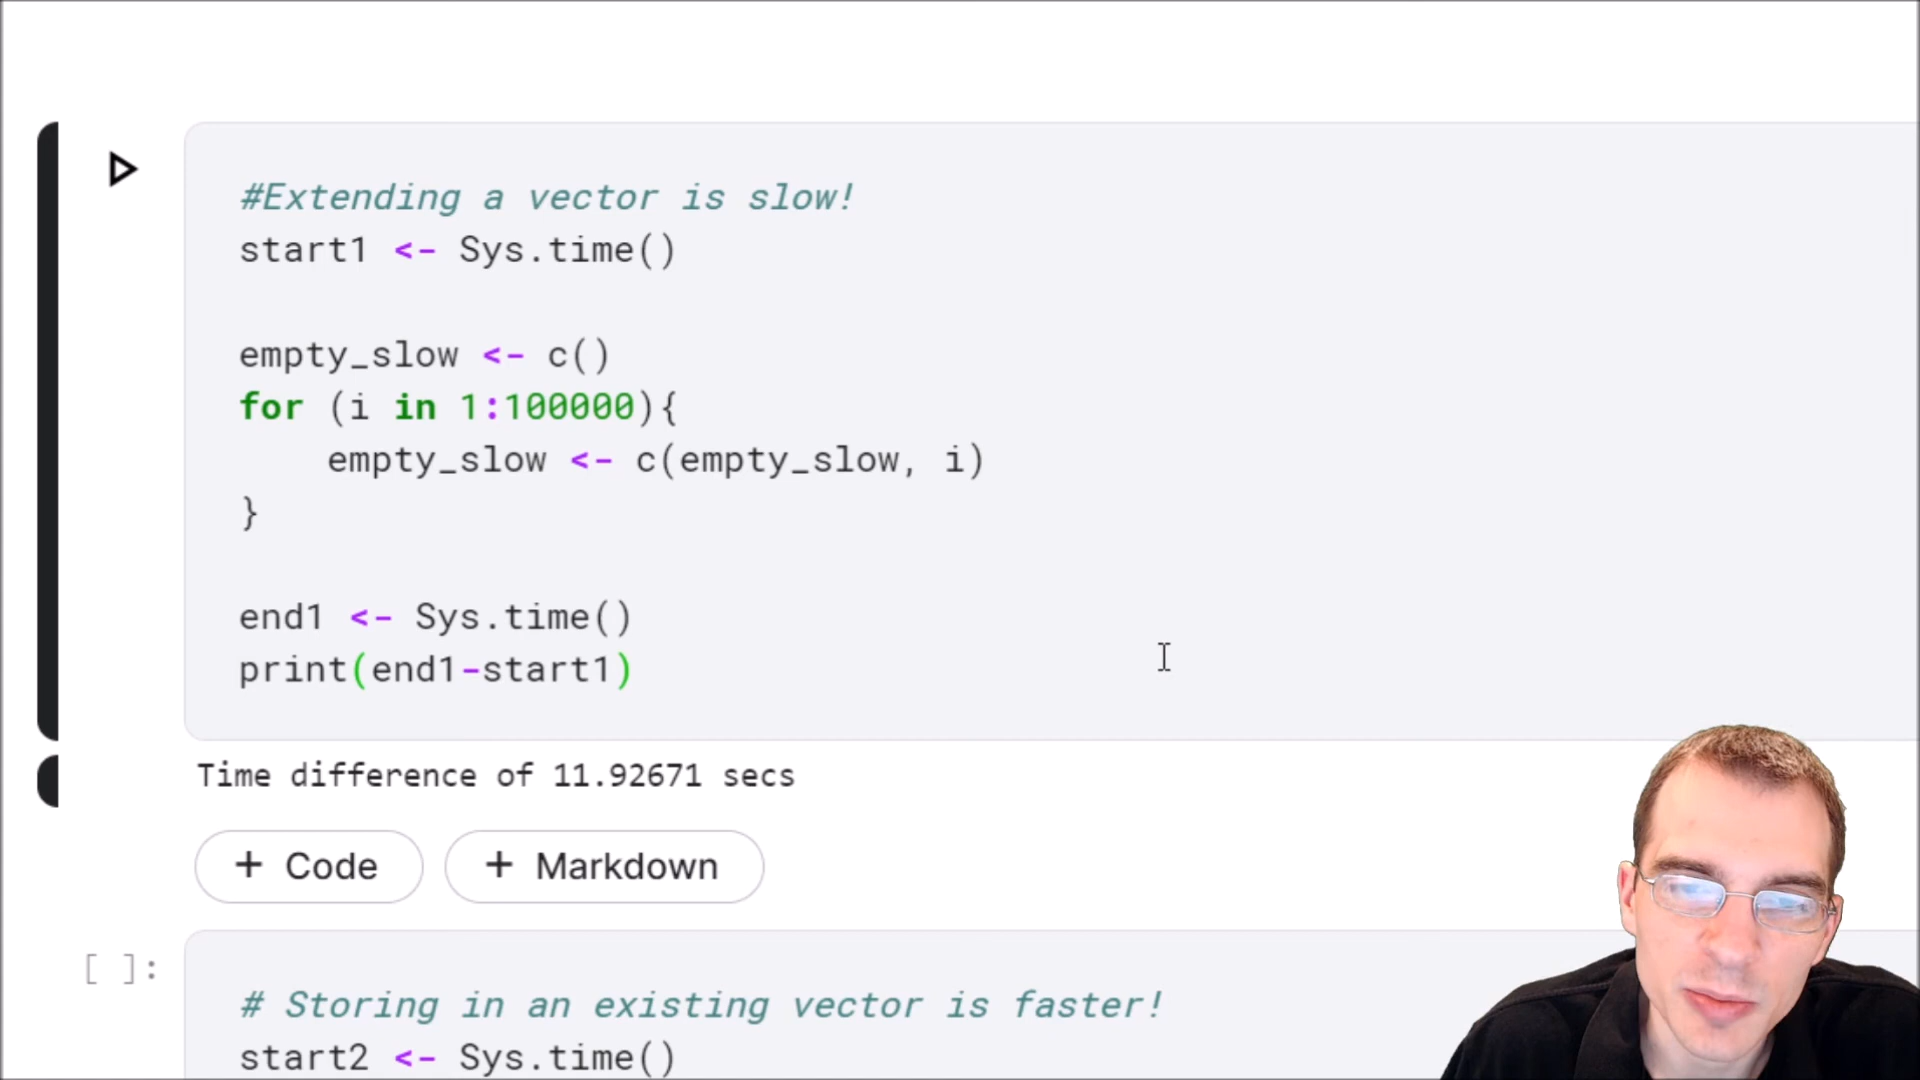 #Extending a vector is slow!
start1 <- Sys.time()
empty_slow <- c()
for (i in 1:100000){
    empty_slow <- c(empty_slow, i)
}
end1 <- Sys.time()
print(end1-start1)
Time difference of 11.92671 secs
+ Code + Markdown
[ ]:
# Storing in an existing vector is faster!
start2 <- Sys.time()